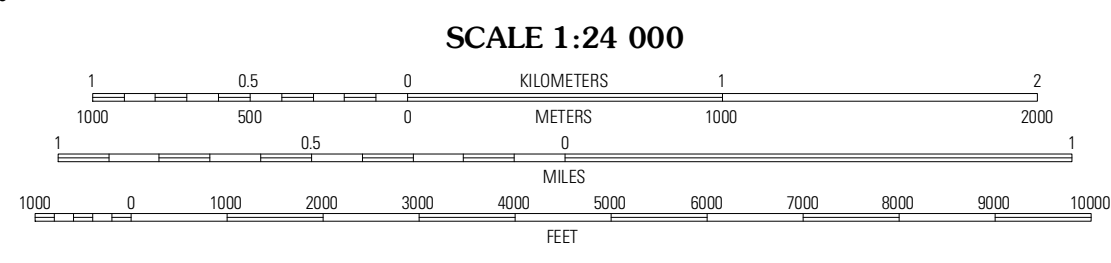 SCALE 1:24 000
1 0.5 0 KILOMETERS 1 2
1000 500 0 METERS 1000 2000
1 0.5 0 1
MILES
1000 0 1000 2000 3000 4000 5000 6000 7000 8000 9000 10000
FEET